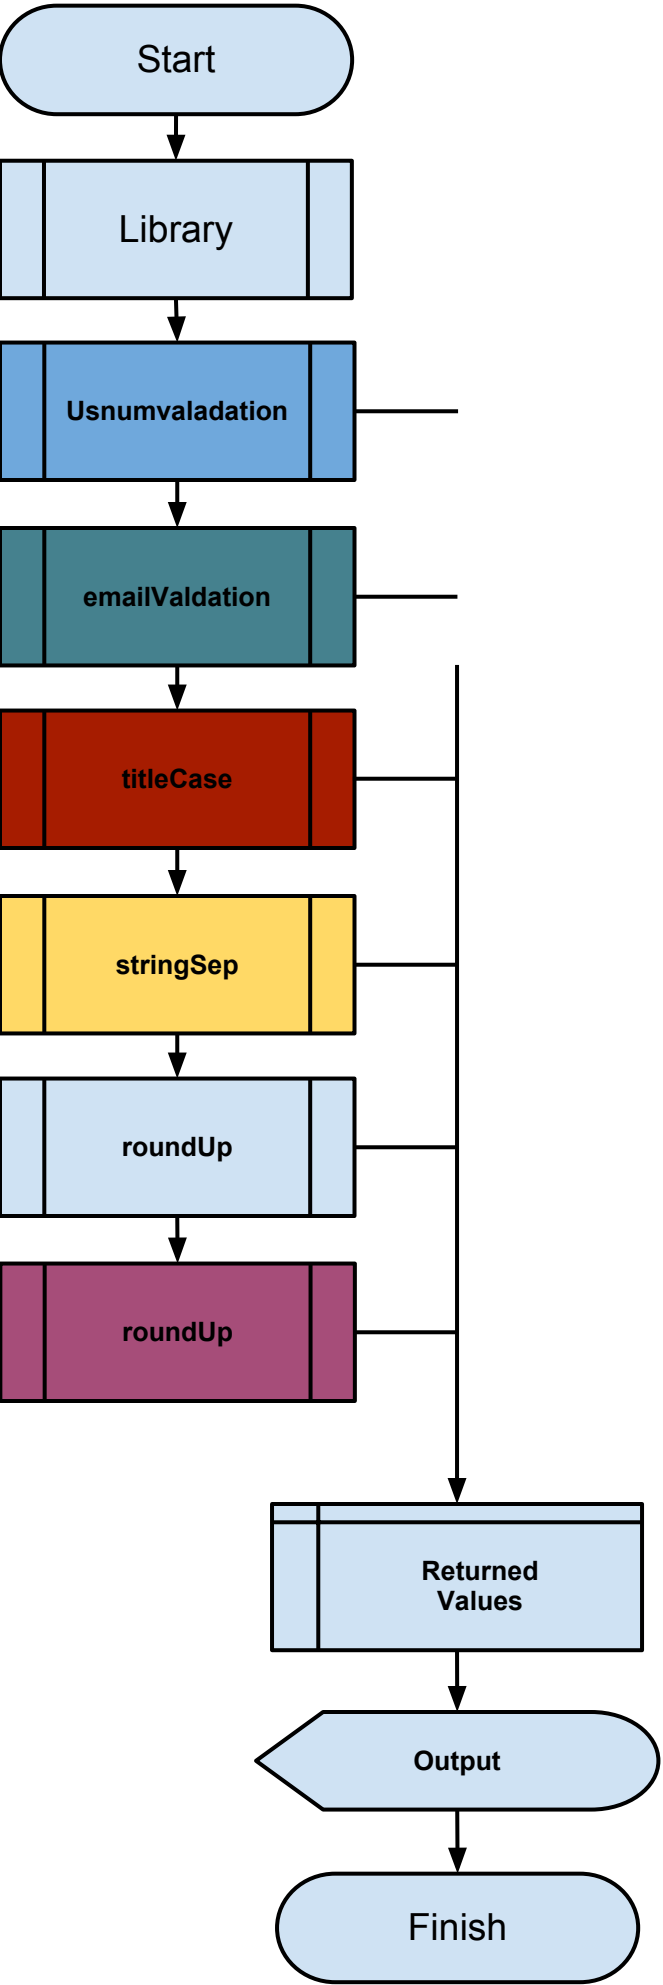 Start
Library
Usnumvaladation
emailValdation
titleCase
stringSep
roundUp
roundUp
Returned
Values
Output
Finish